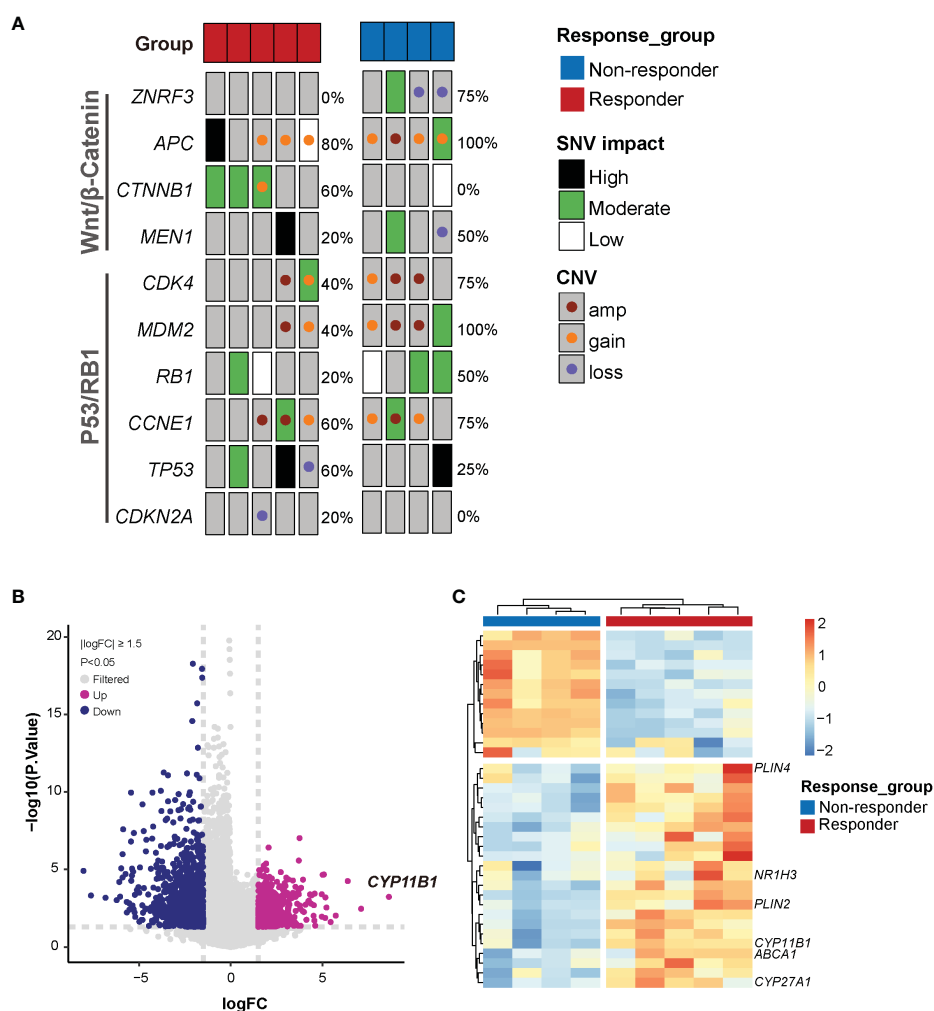 A
Group
Wnt/β-Catenin
ZNRF3 0% 75%
APC 80% 100%
CTNNB1 60% 0%
MEN1 20% 50%
P53/RB1
CDK4 40% 75%
MDM2 40% 100%
RB1 20% 50%
CCNE1 60% 75%
TP53 60% 25%
CDKN2A 20% 0%
Response_group
Non-responder
Responder
SNV impact
High
Moderate
Low
CNV
amp
gain
loss
B
|logFC| ≥ 1.5
P<0.05
Filtered
Up
Down
−log10(P.Value)
20
15
10
5
0
CYP11B1
−5 0 5
logFC
C
2
1
0
−1
−2
PLIN4
NR1H3
PLIN2
CYP11B1
ABCA1
CYP27A1
Response_group
Non-responder
Responder